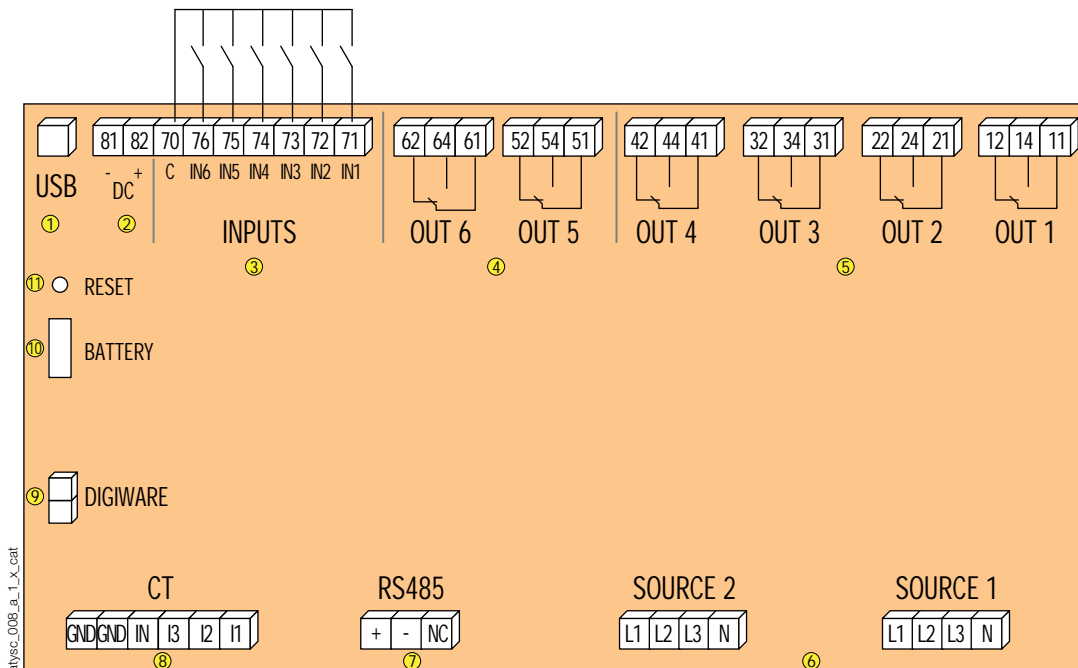 81 82 70 76 75 74 73 72 71 62 64 61 52 54 51 42 44 41 32 34 31 22 24 21 12 14 11
- DC + C IN6 IN5 IN4 IN3 IN2 IN1
USB
INPUTS OUT 6 OUT 5 OUT 4 OUT 3 OUT 2 OUT 1
1 2 3 4 5
11 RESET
10 BATTERY
9 DIGIWARE
CT RS485 SOURCE 2 SOURCE 1
GND GND IN I3 I2 I1 + - NC L1 L2 L3 N L1 L2 L3 N
8 7 6
atysc_008_a_1_x_cat